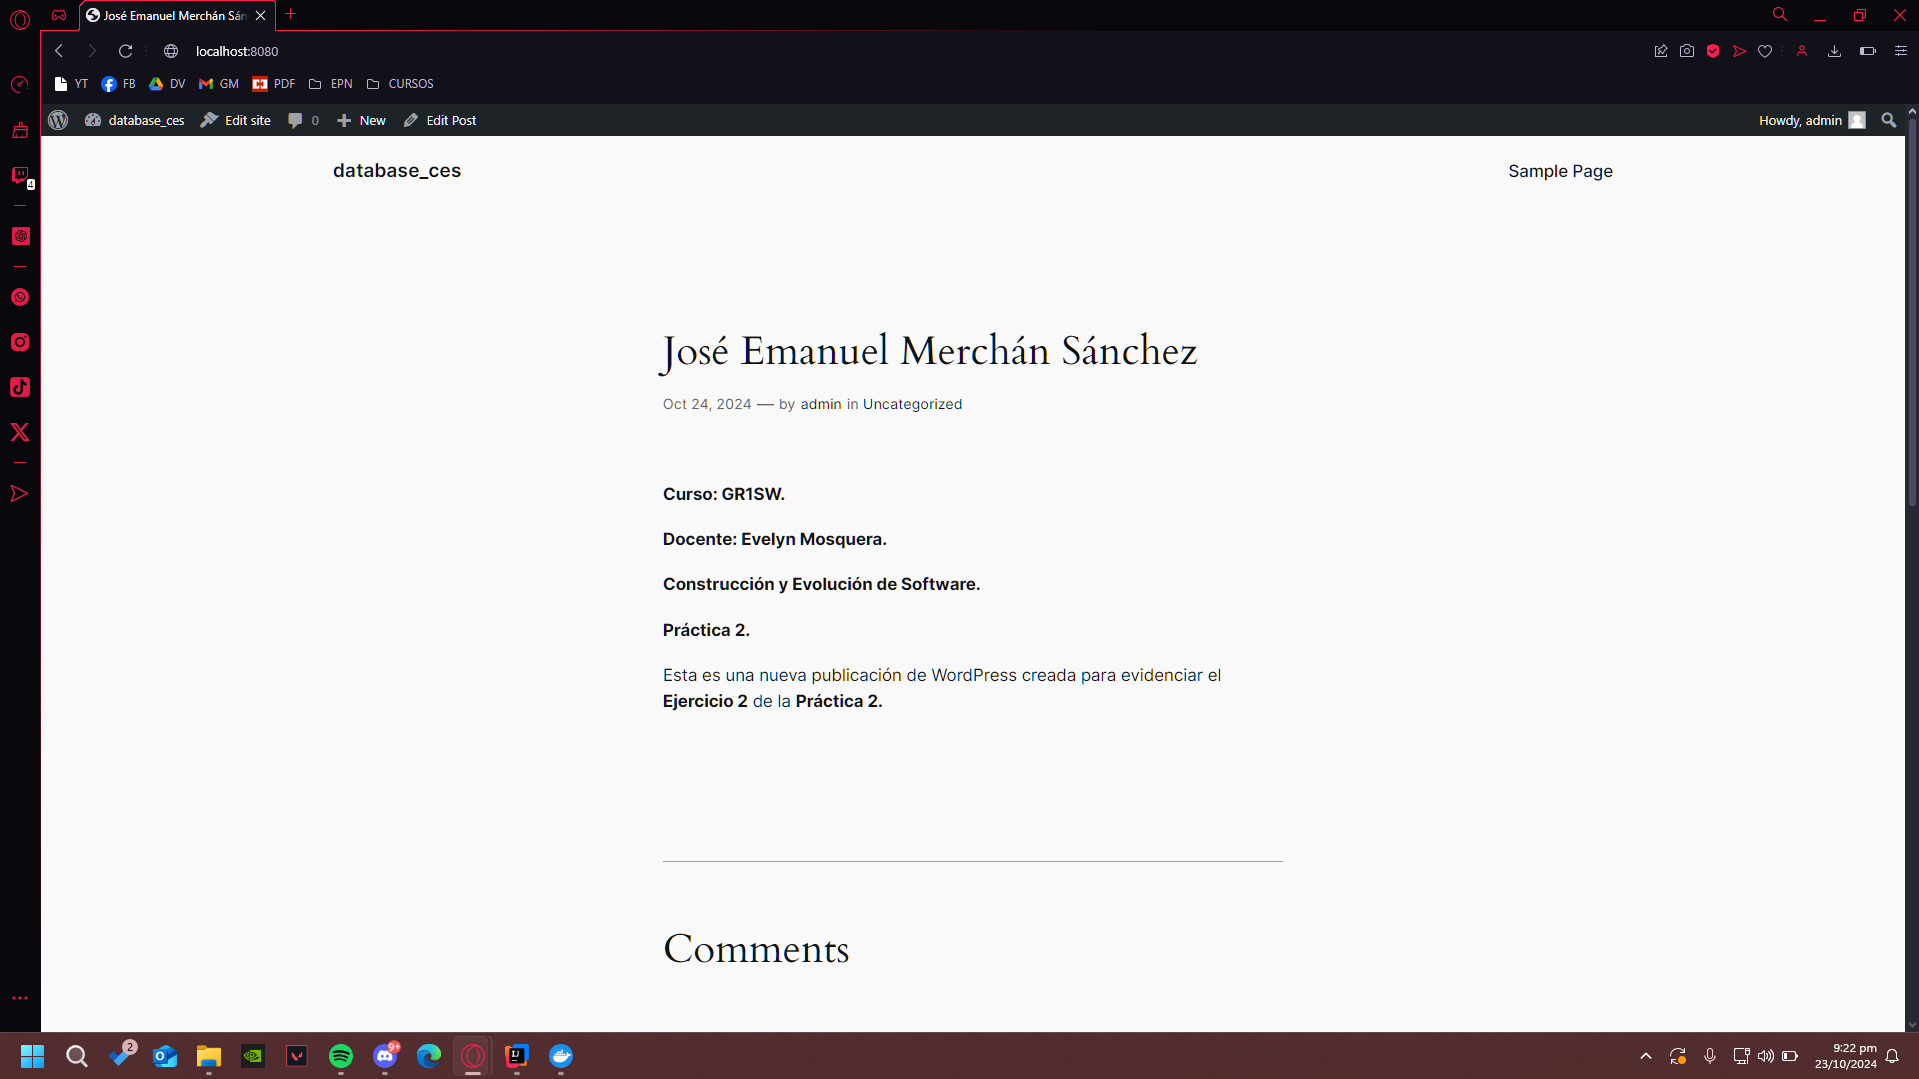 José Emanuel Merchán Sán
localhost:8080
YT FB DV GM PDF EPN CURSOS
database_ces Edit site 0 New Edit Post Howdy, admin
4
database_ces Sample Page
José Emanuel Merchán Sánchez
Oct 24, 2024 — by admin in Uncategorized
Curso: GR1SW.
Docente: Evelyn Mosquera.
Construcción y Evolución de Software.
Práctica 2.
Esta es una nueva publicación de WordPress creada para evidenciar el
Ejercicio 2 de la Práctica 2.
Comments
2
9+
9:22 pm
23/10/2024